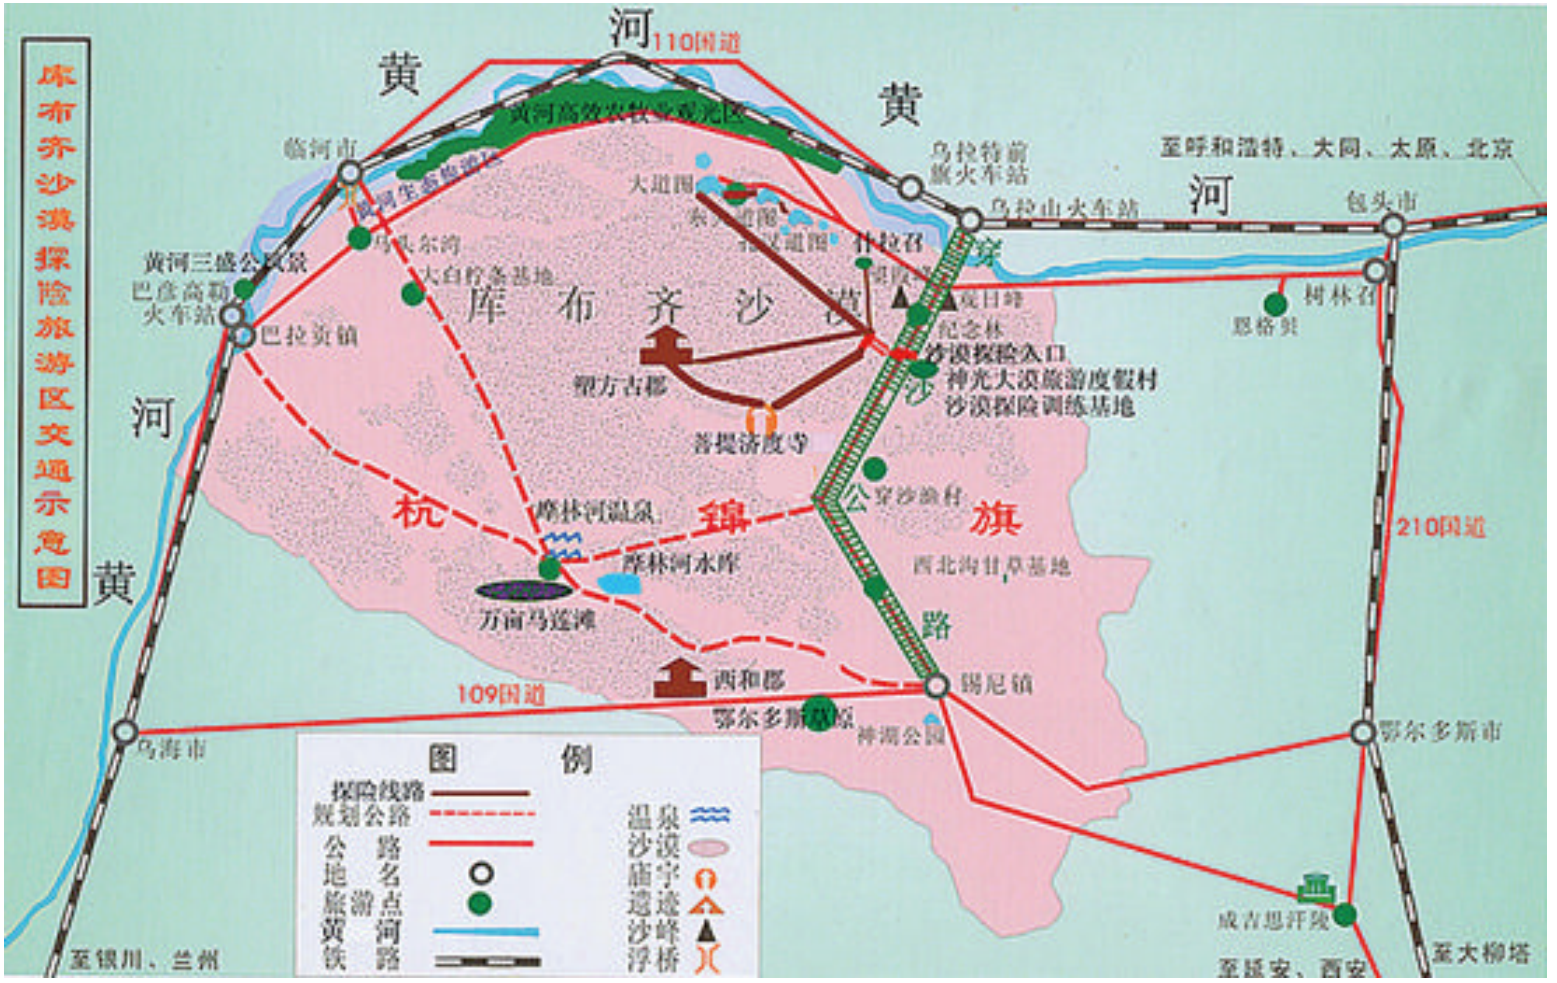 库布齐沙漠探险旅游区交通示意图
黄
河
110国道
黄
黄河高效农牧业观光区
临河市
黄河生态旅游区
乌拉特前
旗火车站
至呼和浩特、大同、太原、北京
大道图
乌拉山火车站
河
包头市
什拉召
穿
马头尔湾
黄河三盛公风景
巴彦高勒
火车站
大白柠条基地
观日峰
树林召
恩格贝
库布齐沙漠
纪念林
巴拉贡镇
沙漠探险入口
沙
神光大漠旅游度假村
沙漠探险训练基地
塑方古郡
河
菩提济度寺
杭
锦
旗
公
穿沙渔村
摩林河温泉
210国道
摩林河水库
西北沟甘草基地
黄
万亩马莲滩
路
西和郡
锡尼镇
109国道
鄂尔多斯草原
神湖公园
乌海市
鄂尔多斯市
图 例
探险线路
规划公路
公 路
地 名
旅游点
黄 河
铁 路
温泉
沙漠
庙宇
遗迹
沙峰
浮桥
成吉思汗陵
至银川、兰州
至延安、西安
至大柳塔